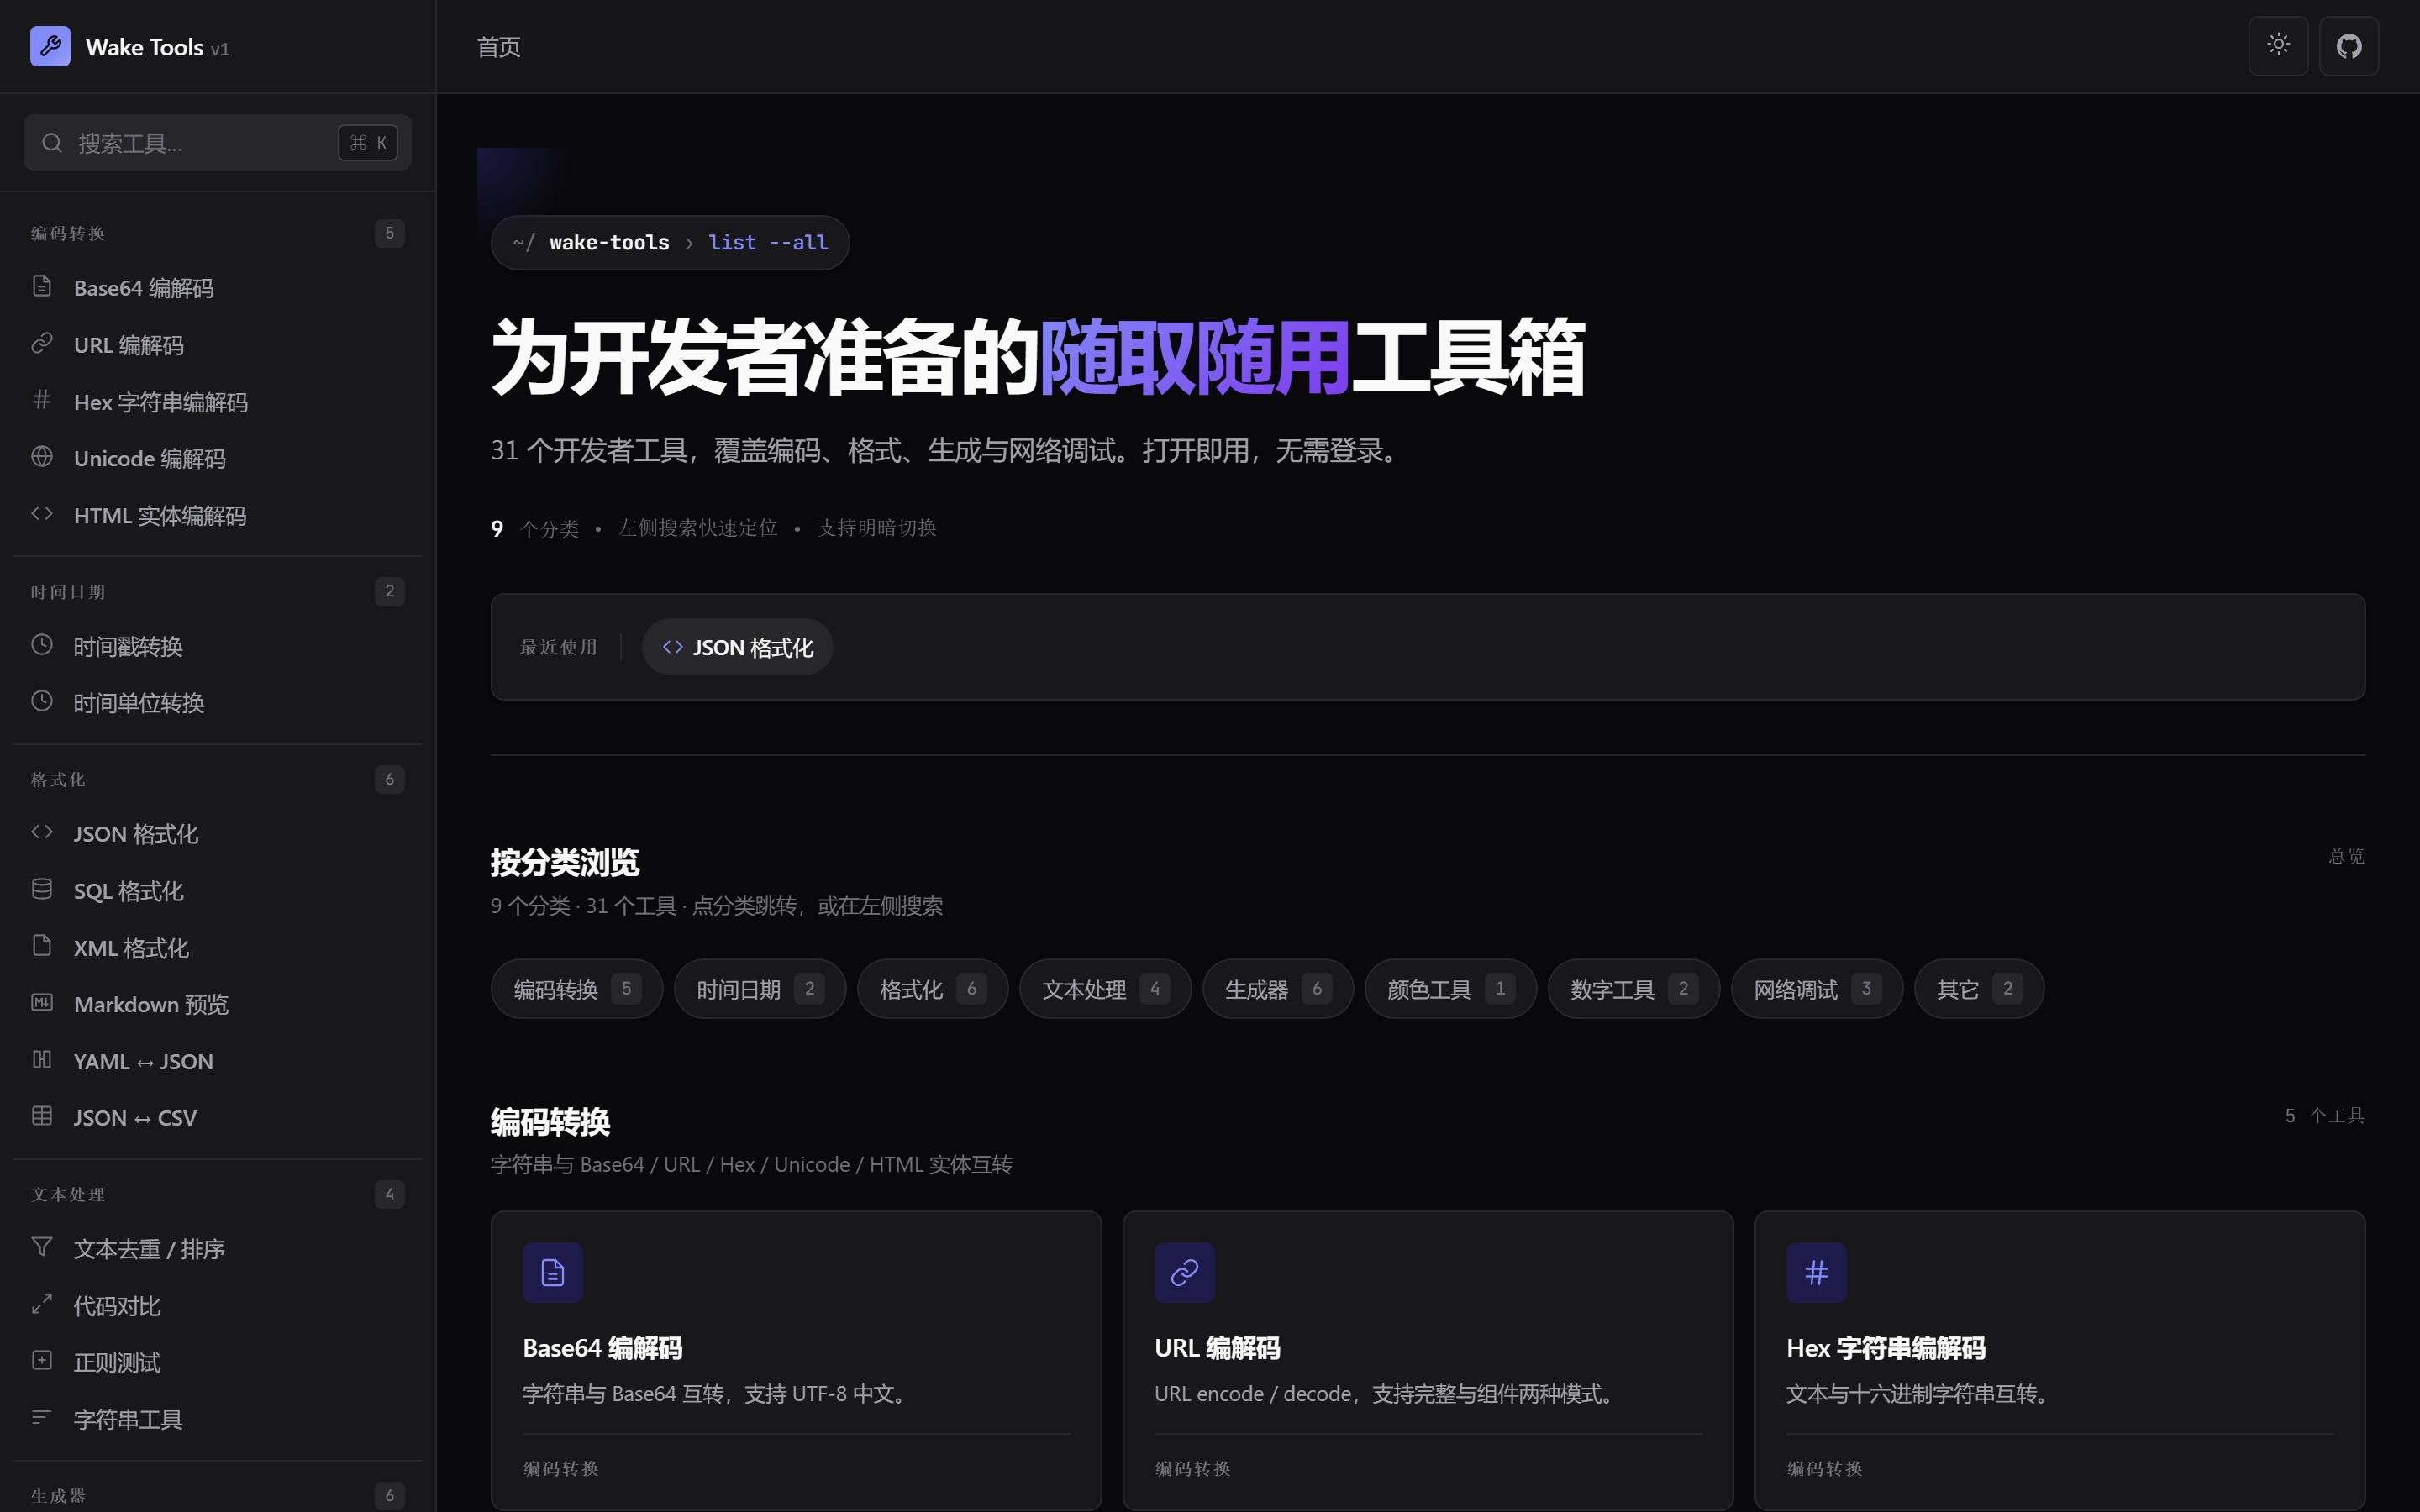 Wake Tools v1
搜索工具...
⌘ K
编码转换 5
Base64 编解码
URL 编解码
Hex 字符串编解码
Unicode 编解码
HTML 实体编解码
时间日期 2
时间戳转换
时间单位转换
格式化 6
JSON 格式化
SQL 格式化
XML 格式化
Markdown 预览
YAML ↔ JSON
JSON ↔ CSV
文本处理 4
文本去重 / 排序
代码对比
正则测试
字符串工具
生成器 6
首页
~/ wake-tools › list --all
为开发者准备的随取随用工具箱
31 个开发者工具，覆盖编码、格式、生成与网络调试。打开即用，无需登录。
9 个分类 • 左侧搜索快速定位 • 支持明暗切换
最近使用 JSON 格式化
按分类浏览 总览
9 个分类 · 31 个工具 · 点分类跳转，或在左侧搜索
编码转换 5 时间日期 2 格式化 6 文本处理 4 生成器 6 颜色工具 1 数字工具 2 网络调试 3 其它 2
编码转换 5 个工具
字符串与 Base64 / URL / Hex / Unicode / HTML 实体互转
Base64 编解码
字符串与 Base64 互转，支持 UTF-8 中文。
编码转换
URL 编解码
URL encode / decode，支持完整与组件两种模式。
编码转换
Hex 字符串编解码
文本与十六进制字符串互转。
编码转换